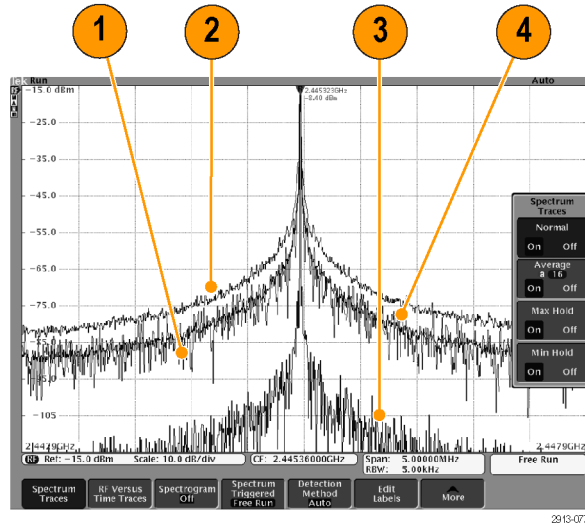 1 2 3 4
Tek Run Auto
-15.0 dBm
2.445323GHz
-8.40 dBm
-25.0
-35.0
-45.0
-55.0
-65.0
-75.0
-105
Spectrum
Traces
Normal
On Off
Average
a 16
On Off
Max Hold
On Off
Min Hold
On Off
2.4479GHz
RF Ref: -15.0 dBm Scale: 10.0 dB/div CF: 2.44536000GHz Span: 5.00000MHz Free Run
RBW: 5.00kHz
Spectrum
Traces
RF Versus
Time Traces
Spectrogram
Off
Spectrum
Triggered
Free Run
Detection
Method
Auto
Edit
Labels
More